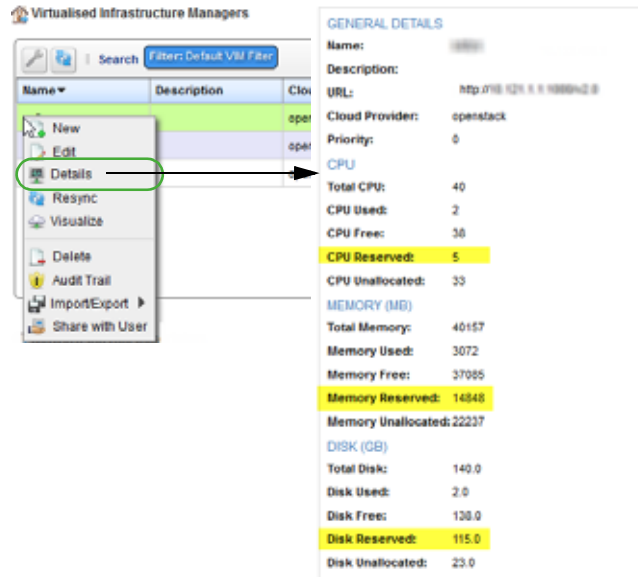 Virtualised Infrastructure Managers
Search Filter: Default VIM Filter
Name Description Clou
New
Edit
Details
Resync
Visualize
Delete
Audit Trail
Import/Export
Share with User
open
open
GENERAL DETAILS
Name:
Description:
URL: http://
Cloud Provider: openstack
Priority: 0
CPU
Total CPU: 40
CPU Used: 2
CPU Free: 38
CPU Reserved: 5
CPU Unallocated: 33
MEMORY (MB)
Total Memory: 40157
Memory Used: 3072
Memory Free: 37085
Memory Reserved: 14848
Memory Unallocated: 22237
DISK (GB)
Total Disk: 140.0
Disk Used: 2.0
Disk Free: 138.0
Disk Reserved: 115.0
Disk Unallocated: 23.0